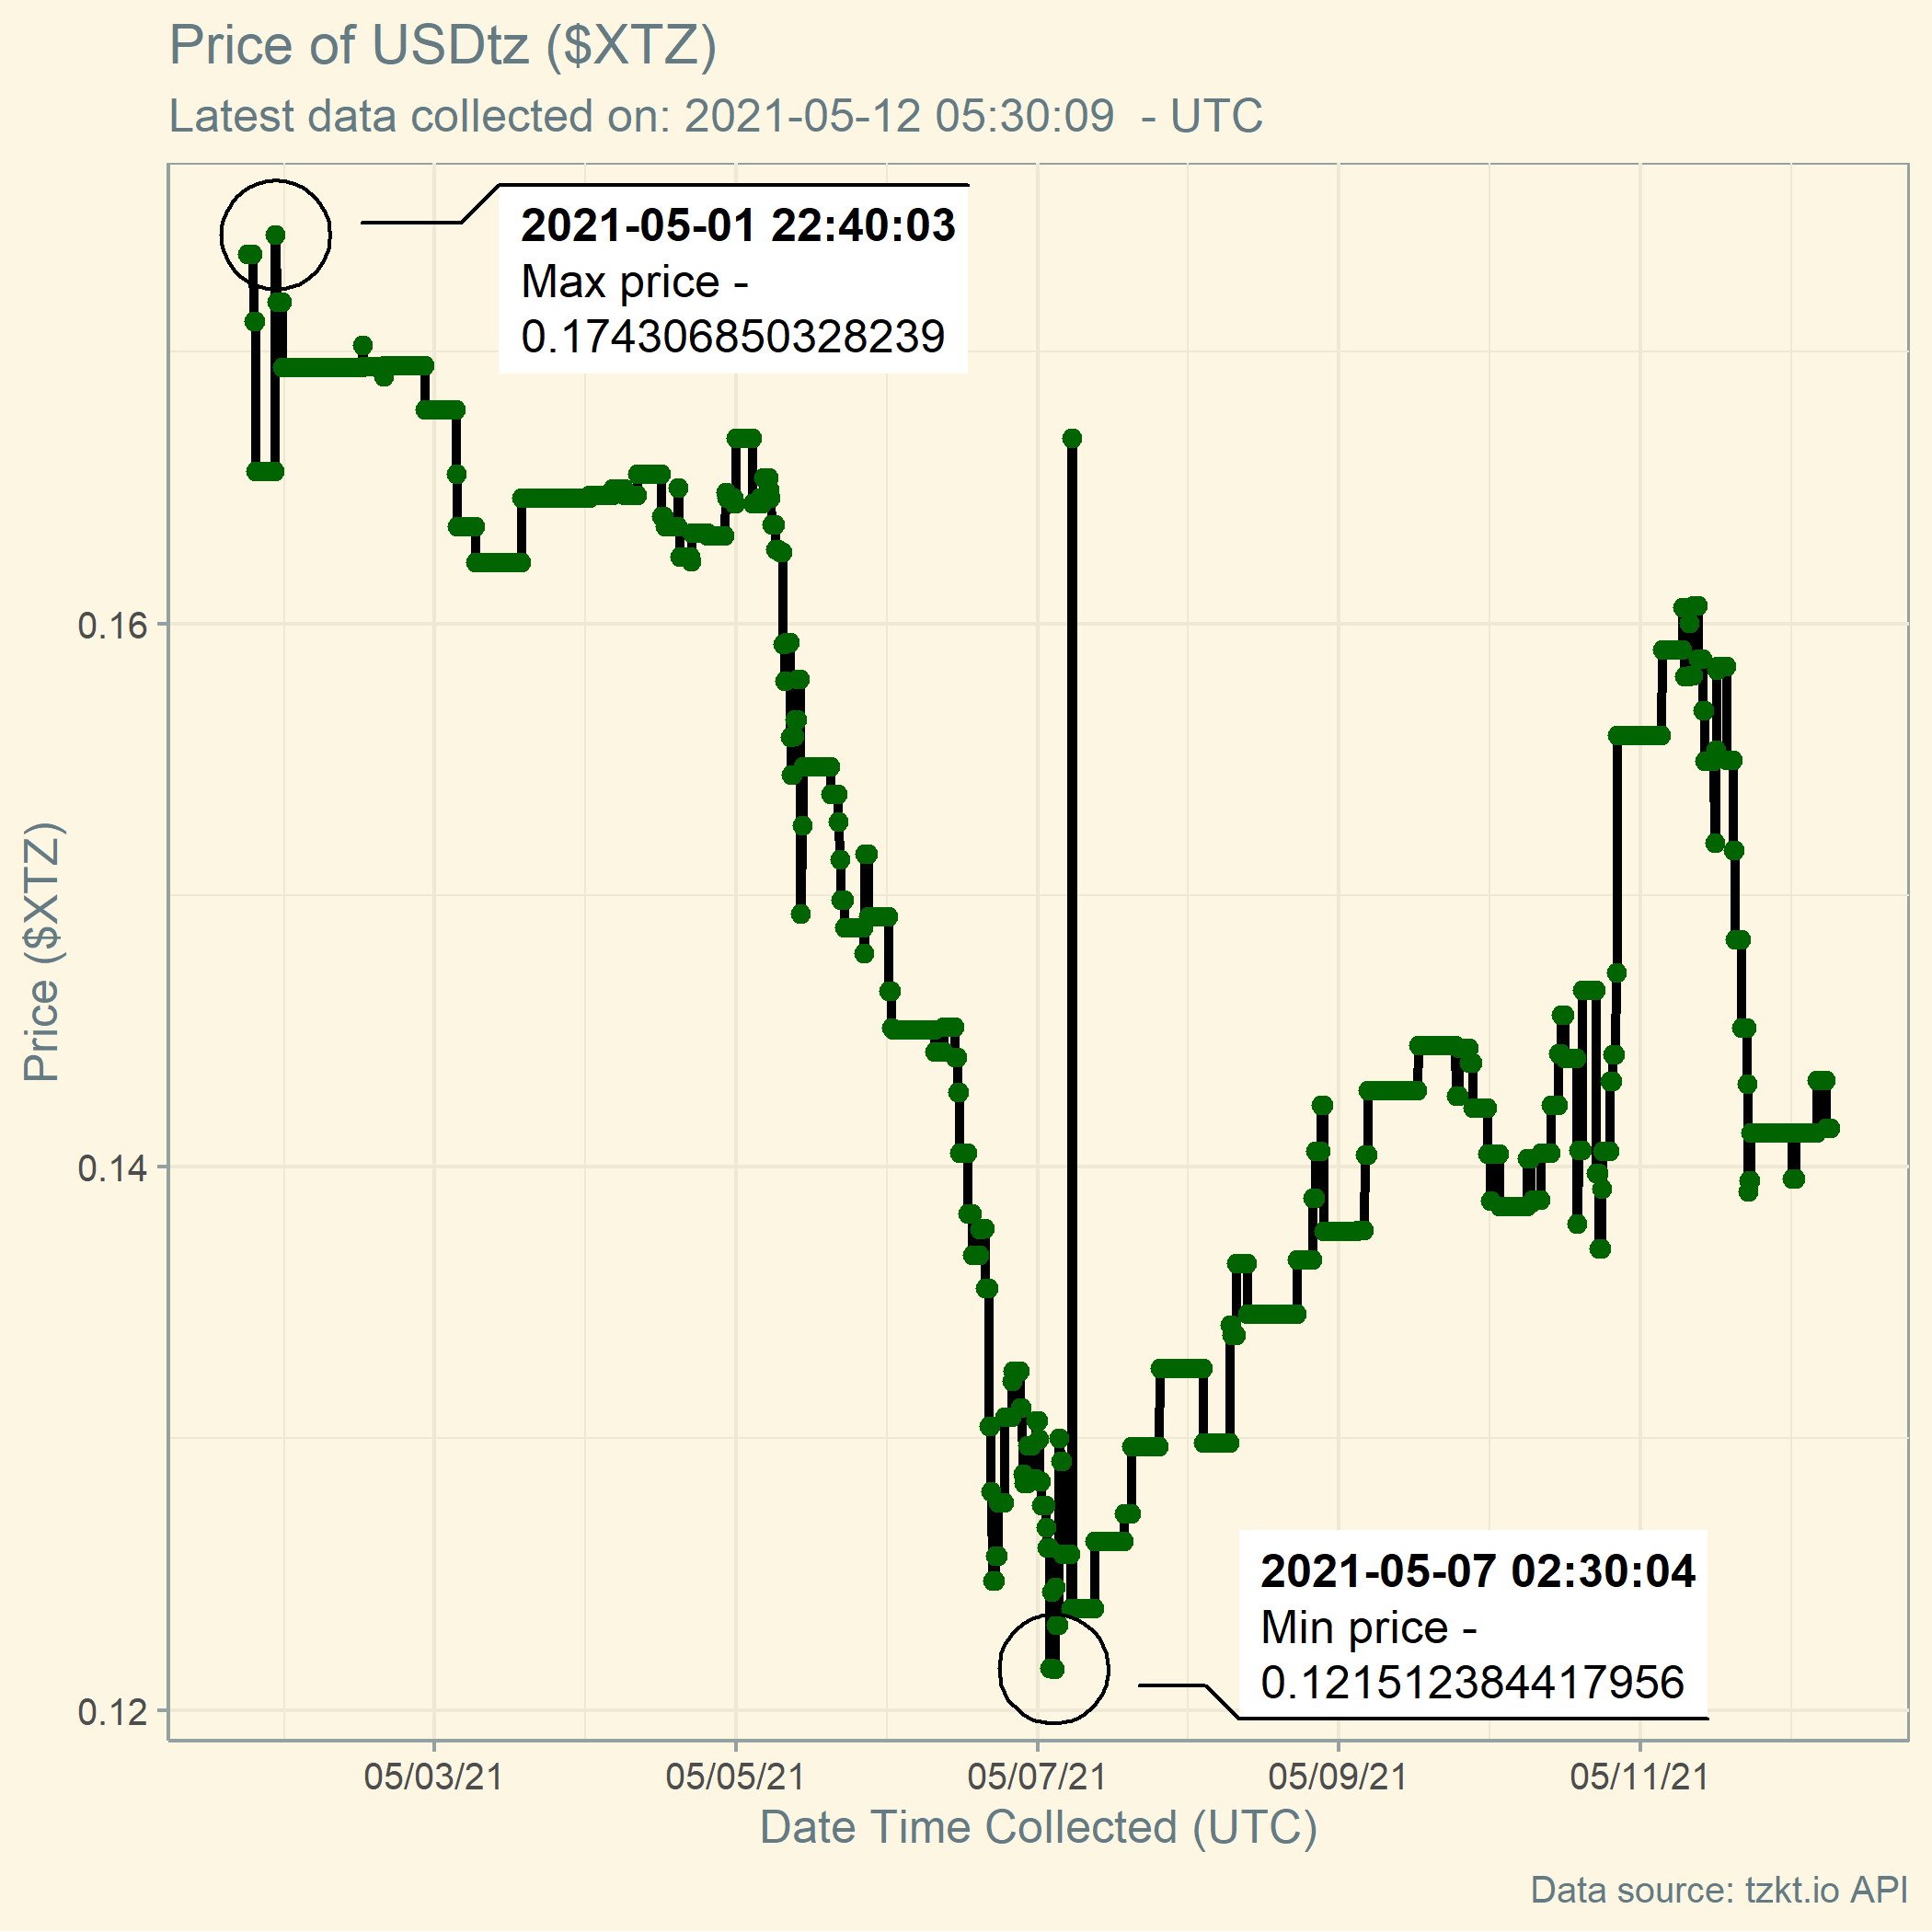 Price of USDtz ($XTZ)
Latest data collected on: 2021-05-12 05:30:09  - UTC
2021-05-01 22:40:03
Max price -
0.174306850328239
0.16
0.14
0.12
Price ($XTZ)
2021-05-07 02:30:04
Min price -
0.121512384417956
05/03/21
05/05/21
05/07/21
05/09/21
05/11/21
Date Time Collected (UTC)
Data source: tzkt.io API